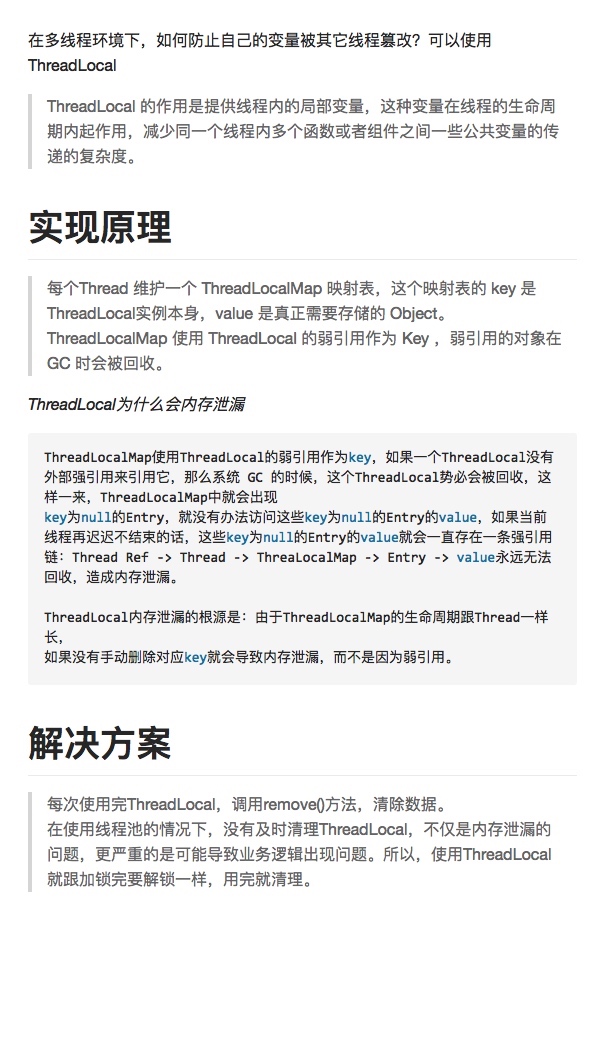 在多线程环境下，如何防止自己的变量被其它线程篡改？可以使用
ThreadLocal
ThreadLocal 的作用是提供线程内的局部变量，这种变量在线程的生命周
期内起作用，减少同一个线程内多个函数或者组件之间一些公共变量的传
递的复杂度。
实现原理
每个Thread 维护一个 ThreadLocalMap 映射表，这个映射表的 key 是
ThreadLocal实例本身，value 是真正需要存储的 Object。
ThreadLocalMap 使用 ThreadLocal 的弱引用作为 Key ，弱引用的对象在
GC 时会被回收。
ThreadLocal为什么会内存泄漏
ThreadLocalMap使用ThreadLocal的弱引用作为key，如果一个ThreadLocal没有
外部强引用来引用它，那么系统 GC 的时候，这个ThreadLocal势必会被回收，这
样一来，ThreadLocalMap中就会出现
key为null的Entry，就没有办法访问这些key为null的Entry的value，如果当前
线程再迟迟不结束的话，这些key为null的Entry的value就会一直存在一条强引用
链：Thread Ref -> Thread -> ThreaLocalMap -> Entry -> value永远无法
回收，造成内存泄漏。
ThreadLocal内存泄漏的根源是：由于ThreadLocalMap的生命周期跟Thread一样
长，
如果没有手动删除对应key就会导致内存泄漏，而不是因为弱引用。
解决方案
每次使用完ThreadLocal，调用remove()方法，清除数据。
在使用线程池的情况下，没有及时清理ThreadLocal，不仅是内存泄漏的
问题，更严重的是可能导致业务逻辑出现问题。所以，使用ThreadLocal
就跟加锁完要解锁一样，用完就清理。